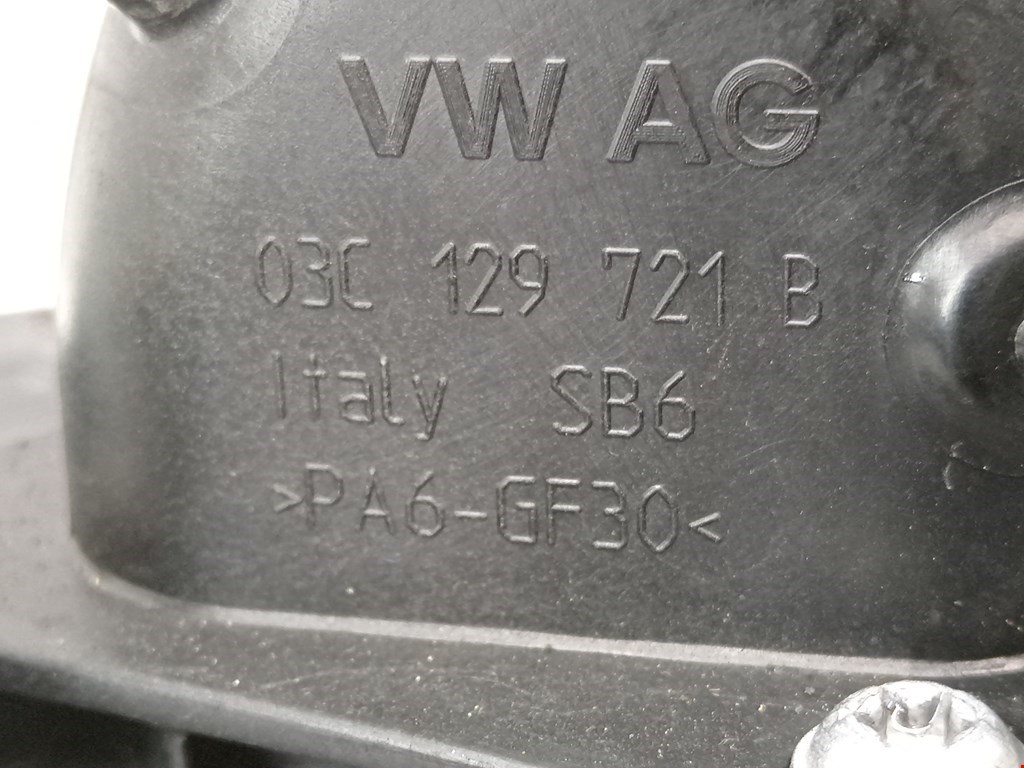 VW AG
03C 129 721 B
Italy SB6
>PA6-GF30<